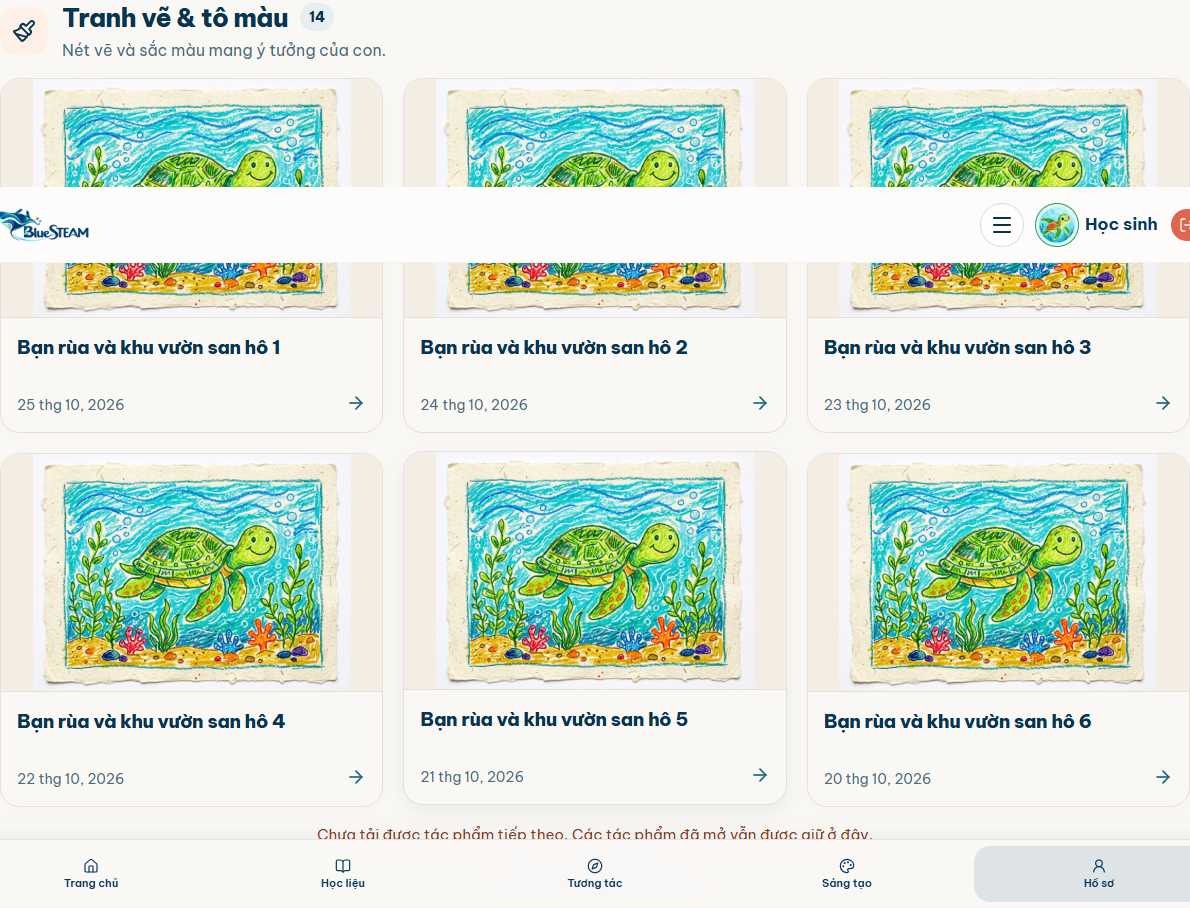 Tranh vẽ & tô màu 14
Nét vẽ và sắc màu mang ý tưởng của con.
BlueSTEAM
Học sinh
Bạn rùa và khu vườn san hô 1
25 thg 10, 2026
Bạn rùa và khu vườn san hô 2
24 thg 10, 2026
Bạn rùa và khu vườn san hô 3
23 thg 10, 2026
Bạn rùa và khu vườn san hô 4
22 thg 10, 2026
Bạn rùa và khu vườn san hô 5
21 thg 10, 2026
Bạn rùa và khu vườn san hô 6
20 thg 10, 2026
Chưa tải được tác phẩm tiếp theo. Các tác phẩm đã mở vẫn được giữ ở đây.
Trang chủ
Học liệu
Tương tác
Sáng tạo
Hồ sơ